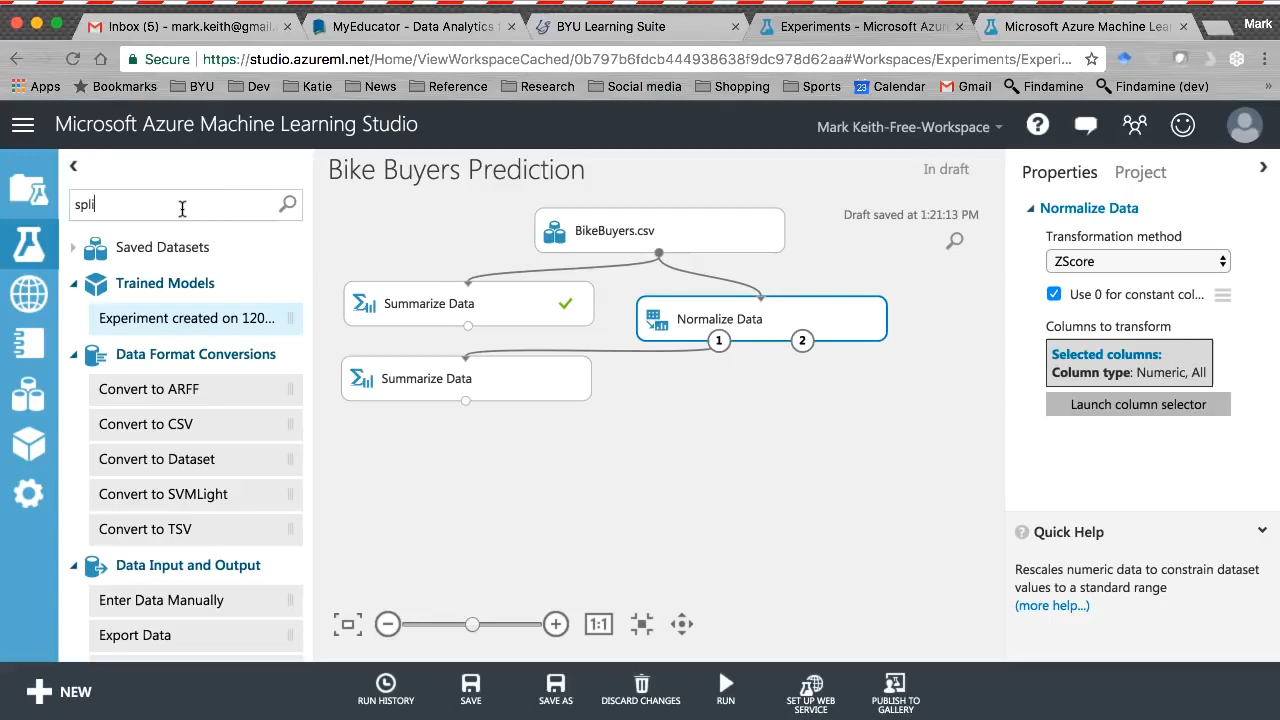 Inbox (5) - mark.keith@gmail.
MyEducator - Data Analytics f
BYU Learning Suite
Experiments - Microsoft Azure
Microsoft Azure Machine Lear
Mark
Secure
https://studio.azureml.net/Home/ViewWorkspaceCached/0b797b6fdcb444938638f9dc978d62aa#Workspaces/Experiments/Experi...
Apps
Bookmarks
BYU
Dev
Katie
News
Reference
Research
Social media
Shopping
Sports
23
Calendar
Gmail
Findamine
Findamine (dev)
»
Microsoft Azure Machine Learning Studio
Mark Keith-Free-Workspace
?
spli
Saved Datasets
Trained Models
Experiment created on 120...
Data Format Conversions
Convert to ARFF
Convert to CSV
Convert to Dataset
Convert to SVMLight
Convert to TSV
Data Input and Output
Enter Data Manually
Export Data
Bike Buyers Prediction
In draft
Draft saved at 1:21:13 PM
BikeBuyers.csv
Summarize Data
Normalize Data
1
2
Summarize Data
1:1
Properties
Project
Normalize Data
Transformation method
ZScore
Use 0 for constant col...
Columns to transform
Selected columns:
Column type: Numeric, All
Launch column selector
? Quick Help
Rescales numeric data to constrain dataset
values to a standard range
(more help...)
NEW
RUN HISTORY
SAVE
SAVE AS
DISCARD CHANGES
RUN
SET UP WEB
SERVICE
PUBLISH TO
GALLERY